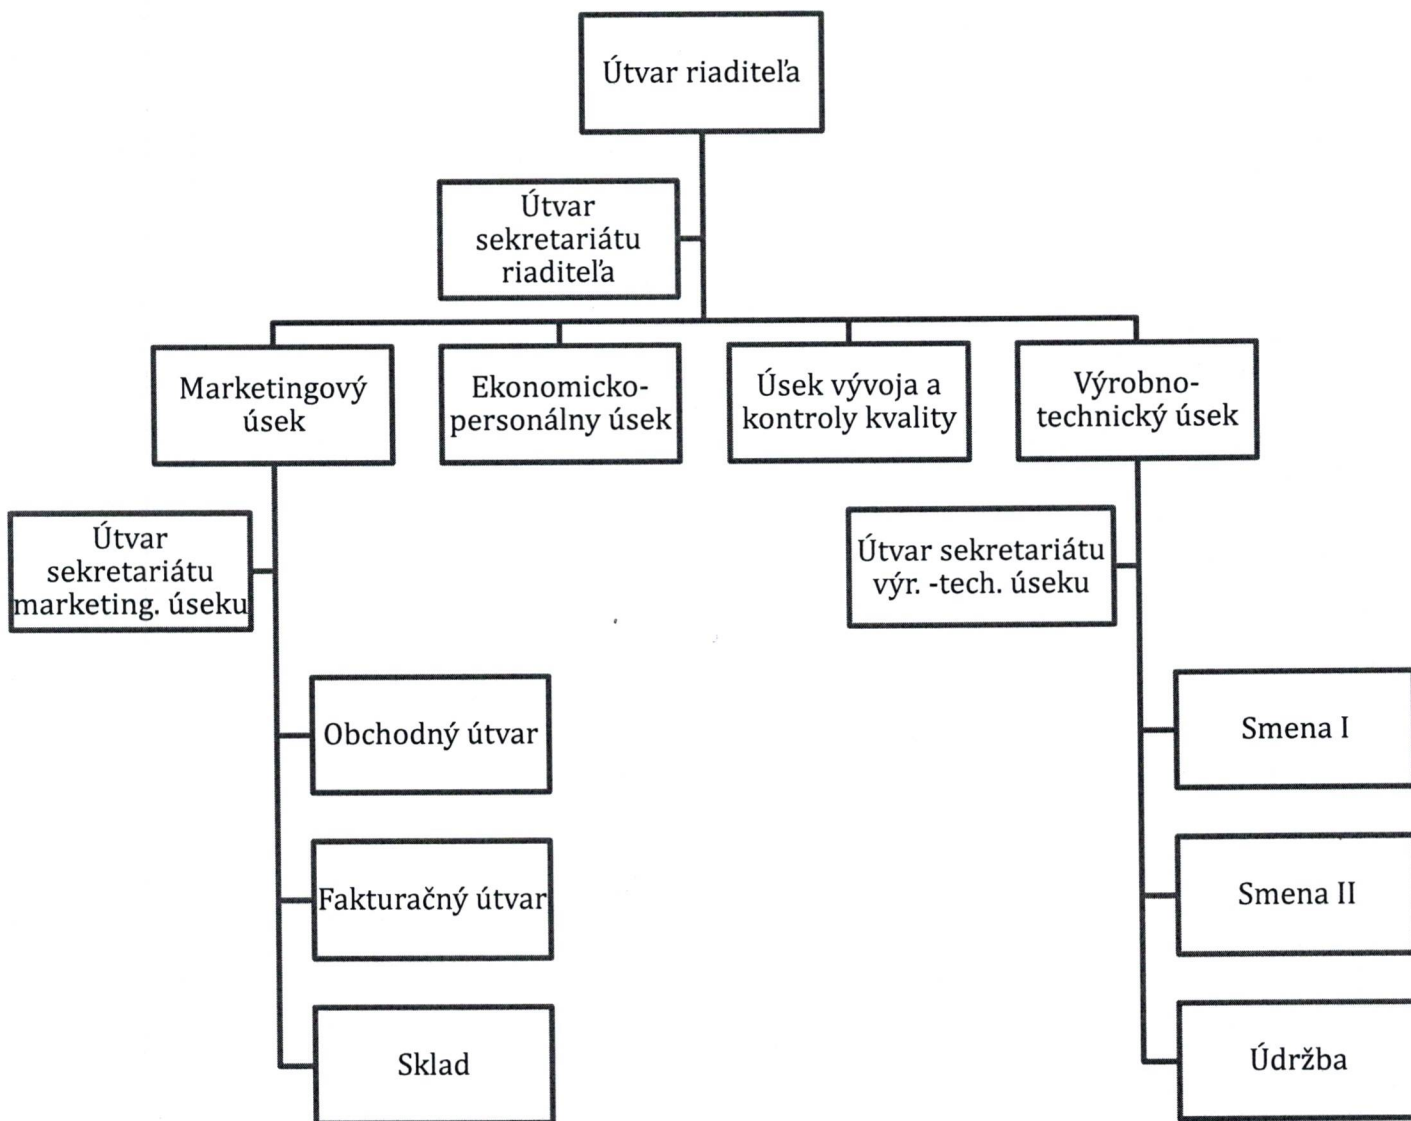 Útvar riaditeľa
Útvar
sekretariátu
riaditeľa
Marketingový
úsek
Ekonomicko-
personálny úsek
Úsek vývoja a
kontroly kvality
Výrobno-
technický úsek
Útvar
sekretariátu
marketing. úseku
Útvar sekretariátu
výr. -tech. úseku
Obchodný útvar
Smena I
Fakturačný útvar
Smena II
Sklad
Údržba